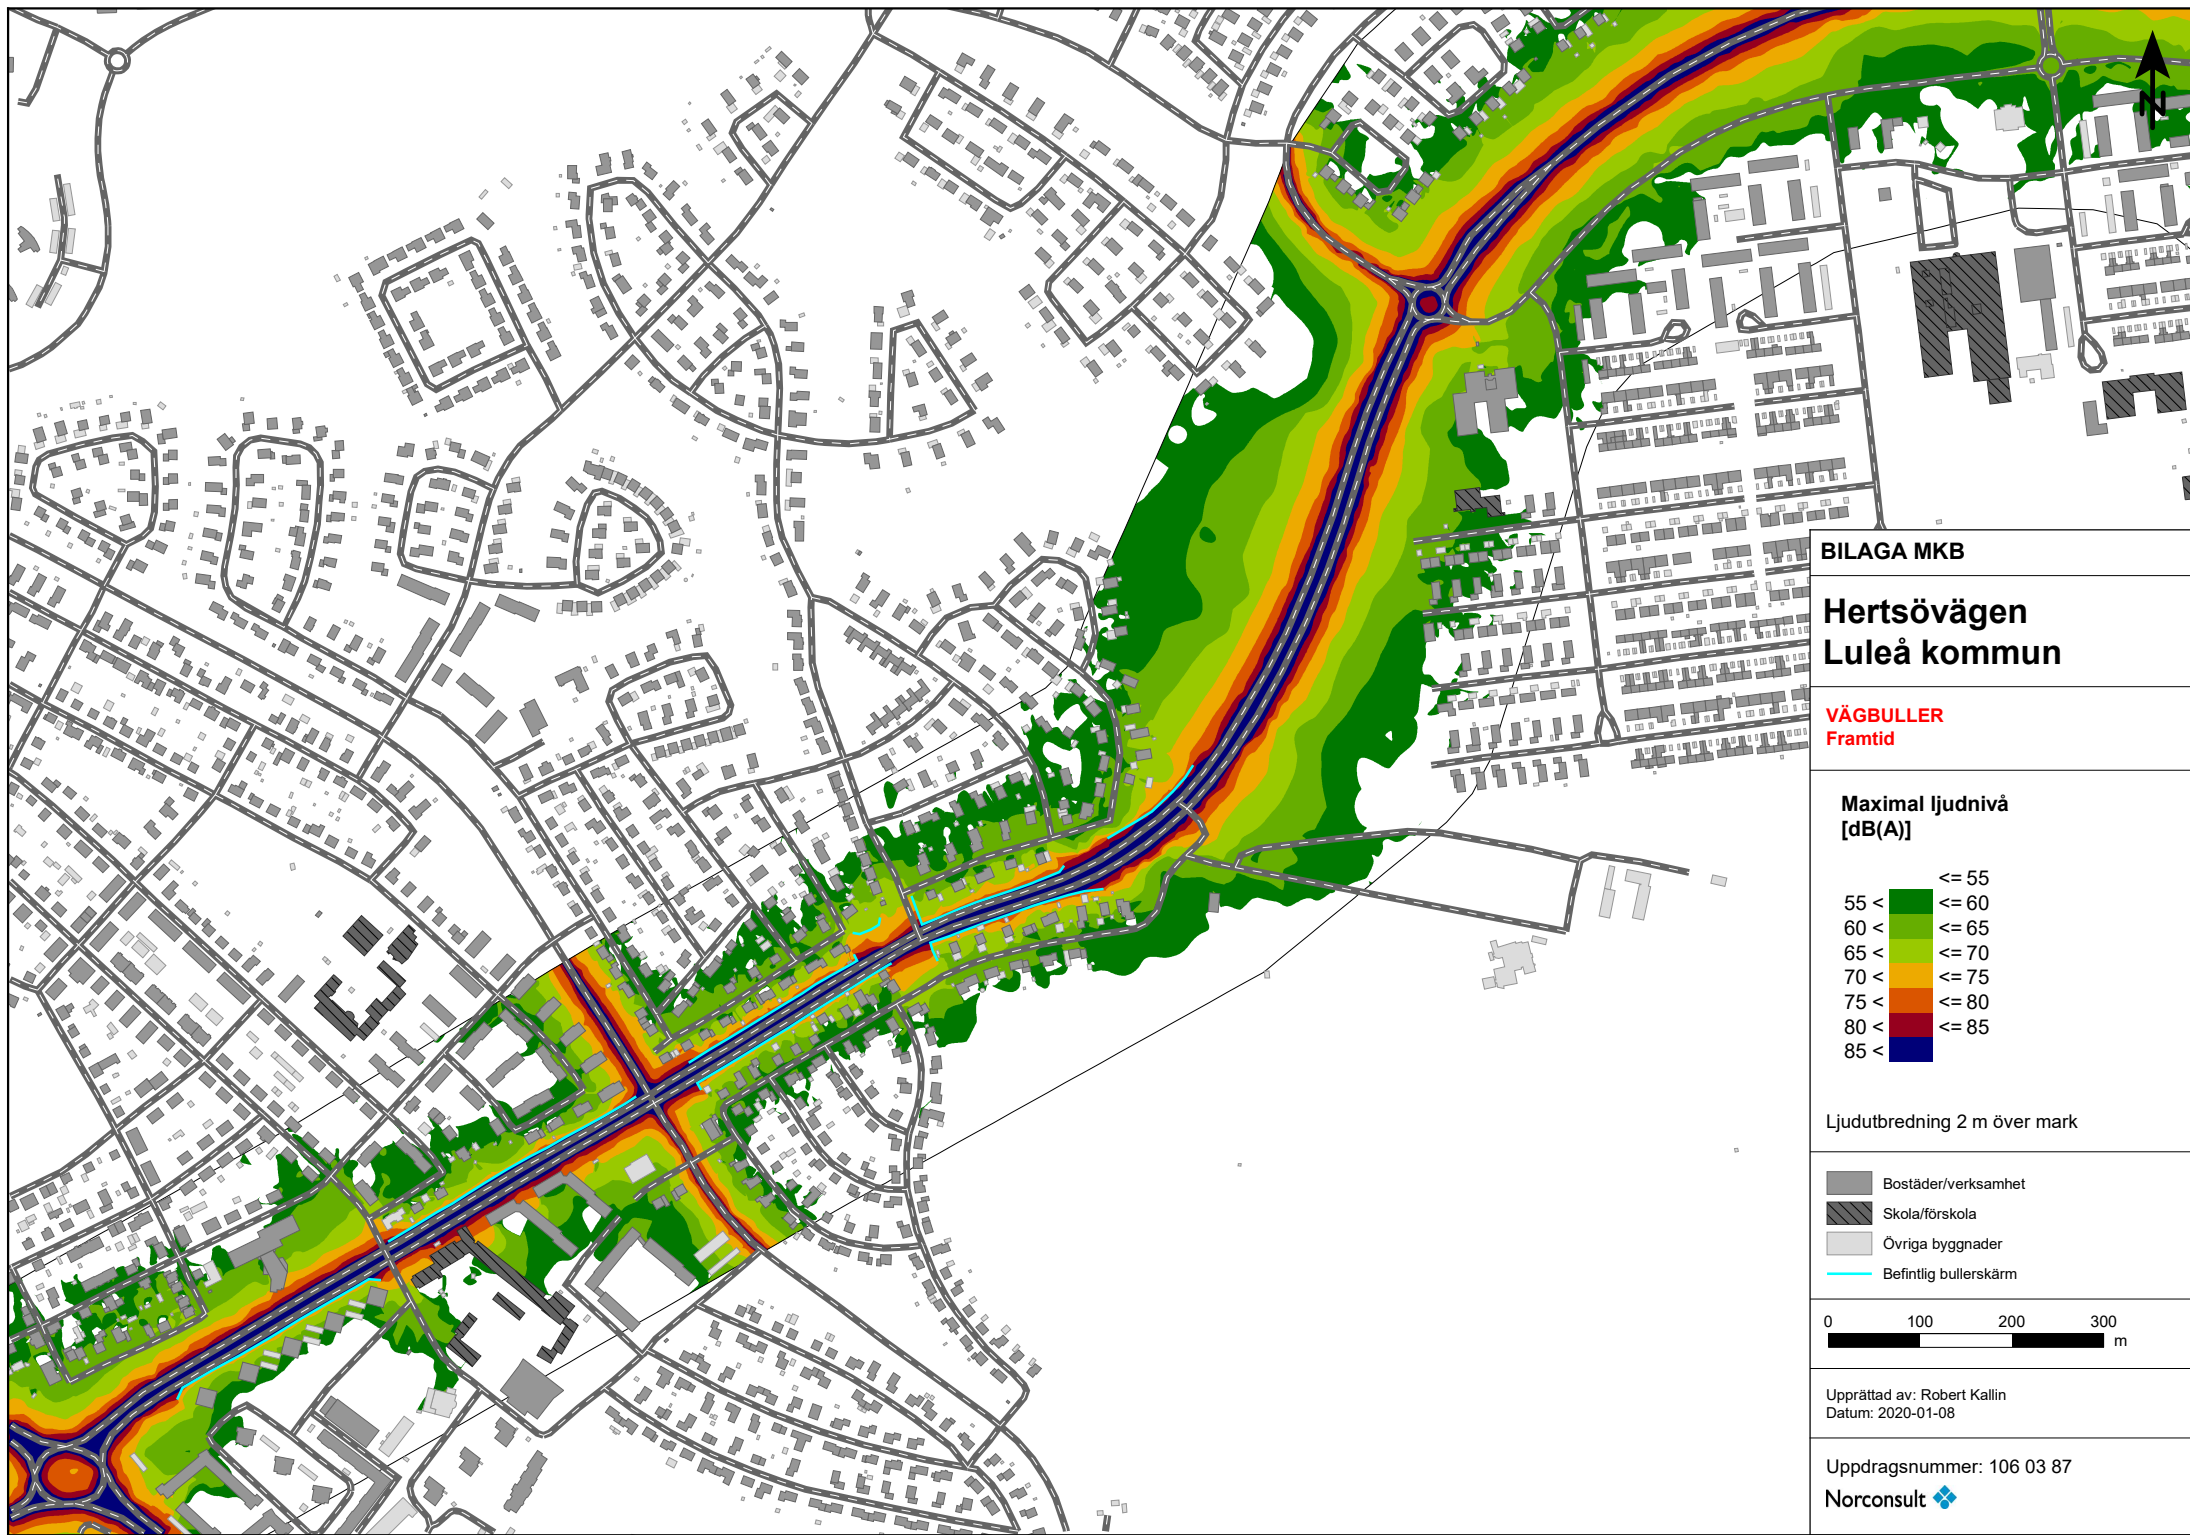 N
BILAGA MKB
Hertsövägen
Luleå kommun
VÄGBULLER
Framtid
Maximal ljudnivå
[dB(A)]
<= 55
55 < <= 60
60 < <= 65
65 < <= 70
70 < <= 75
75 < <= 80
80 < <= 85
85 <
Ljudutbredning 2 m över mark
Bostäder/verksamhet
Skola/förskola
Övriga byggnader
Befintlig bullerskärm
0 100 200 300
m
Upprättad av: Robert Kallin
Datum: 2020-01-08
Uppdragsnummer: 106 03 87
Norconsult